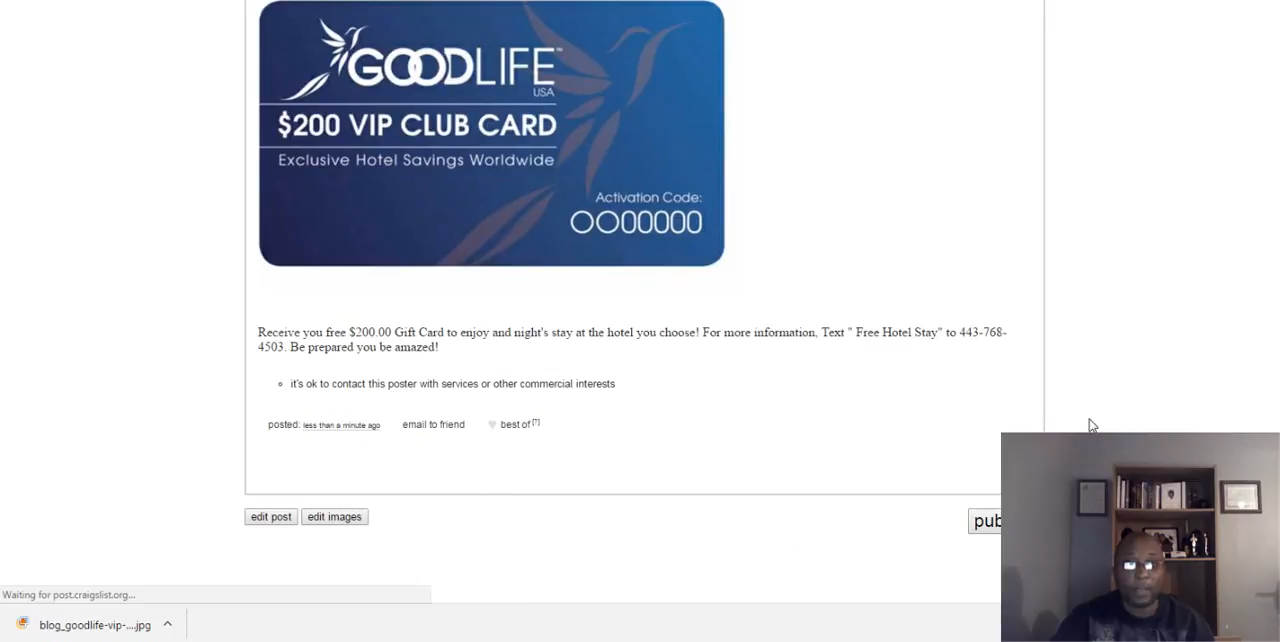 GOODLIFE™
USA
$200 VIP CLUB CARD
Exclusive Hotel Savings Worldwide
Activation Code:
OO00000
Receive you free $200.00 Gift Card to enjoy and night's stay at the hotel you choose! For more information, Text " Free Hotel Stay" to 443-768-
4503. Be prepared you be amazed!
it's ok to contact this poster with services or other commercial interests
posted: less than a minute ago email to friend best of [?]
edit post edit images pub
Waiting for post.craigslist.org...
blog_goodlife-vip-....jpg